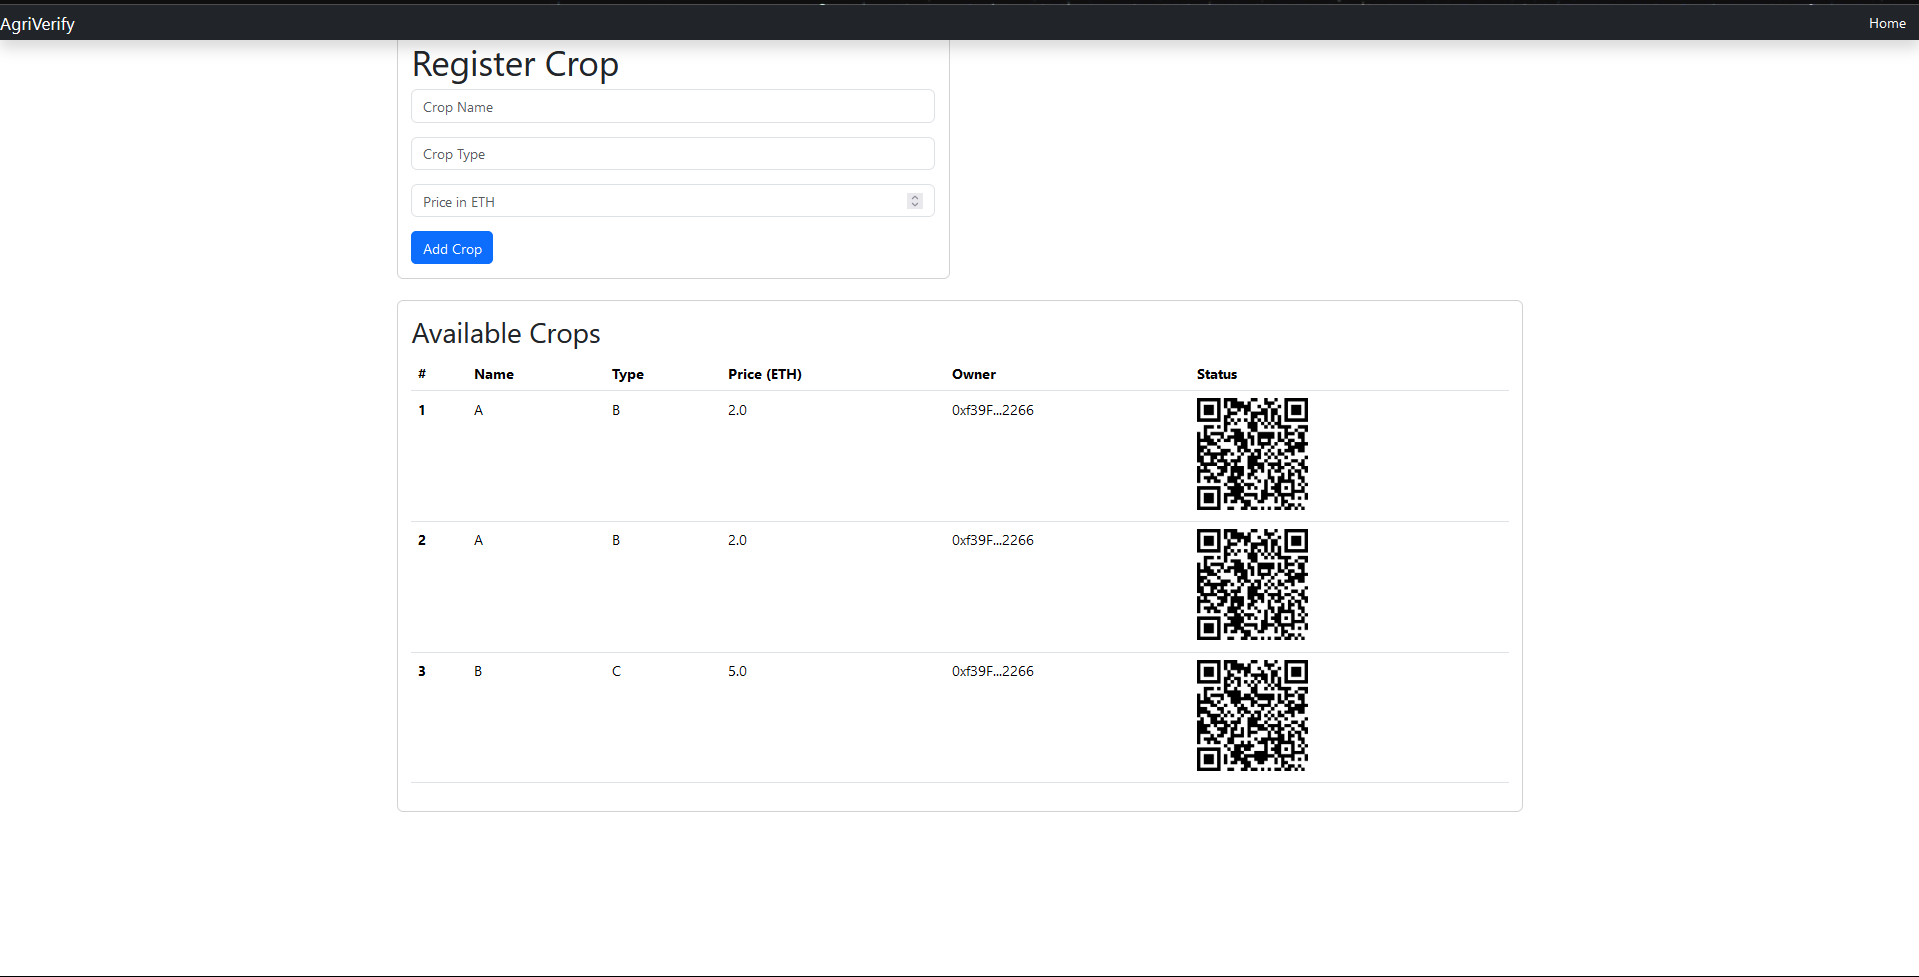 AgriVerify Home
Register Crop
Crop Name
Crop Type
Price in ETH
Add Crop
Available Crops
# Name Type Price (ETH) Owner Status
1 A B 2.0 0xf39F...2266
2 A B 2.0 0xf39F...2266
3 B C 5.0 0xf39F...2266